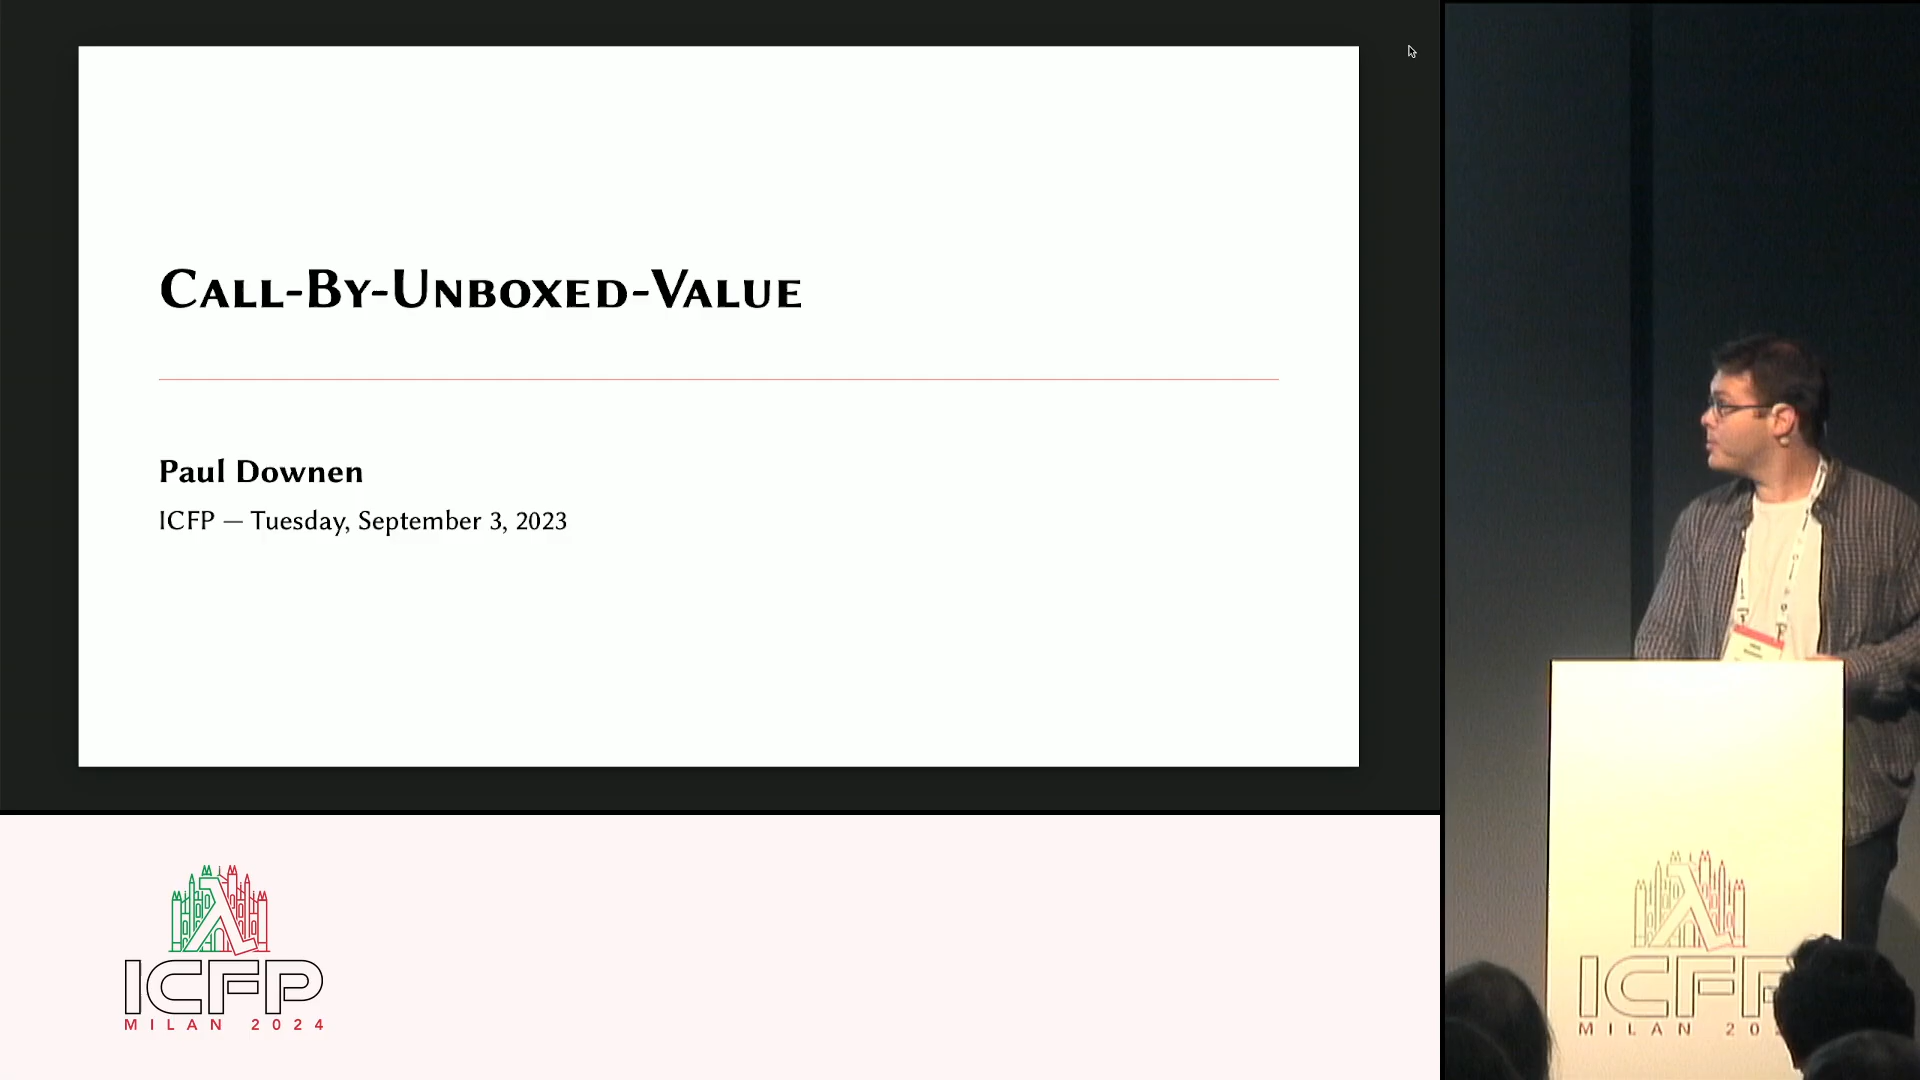 Call-By-Unboxed-Value
Paul Downen
ICFP — Tuesday, September 3, 2023
ICFP
MILAN 2024
ICFP
MILAN 20